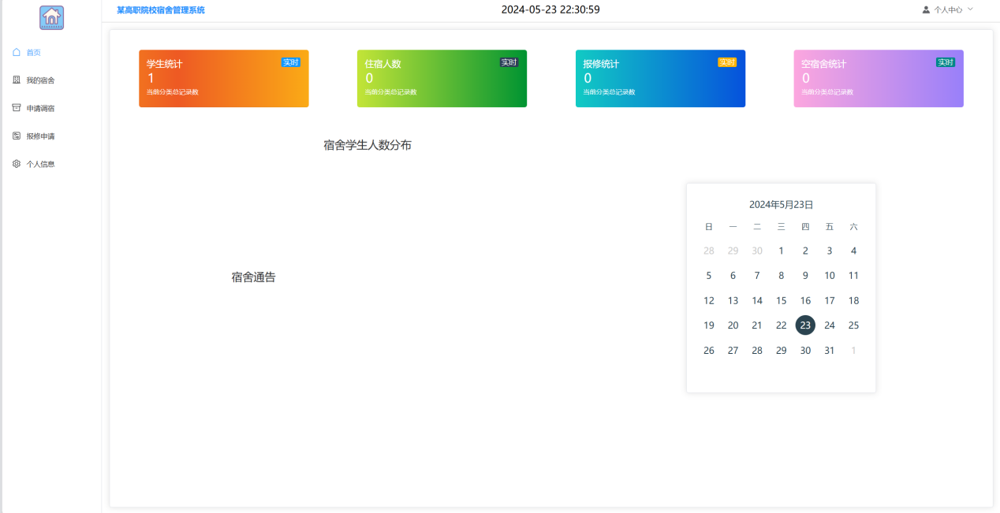 某高职院校宿舍管理系统
2024-05-23 22:30:59
个人中心
首页
我的宿舍
申请调宿
报修申请
个人信息
学生统计
实时
1
当前分类总记录数
住宿人数
实时
0
当前分类总记录数
报修统计
实时
0
当前分类总记录数
空宿舍统计
实时
0
当前分类总记录数
宿舍学生人数分布
宿舍通告
2024年5月23日
日 一 二 三 四 五 六
28 29 30 1 2 3 4
5 6 7 8 9 10 11
12 13 14 15 16 17 18
19 20 21 22 23 24 25
26 27 28 29 30 31 1